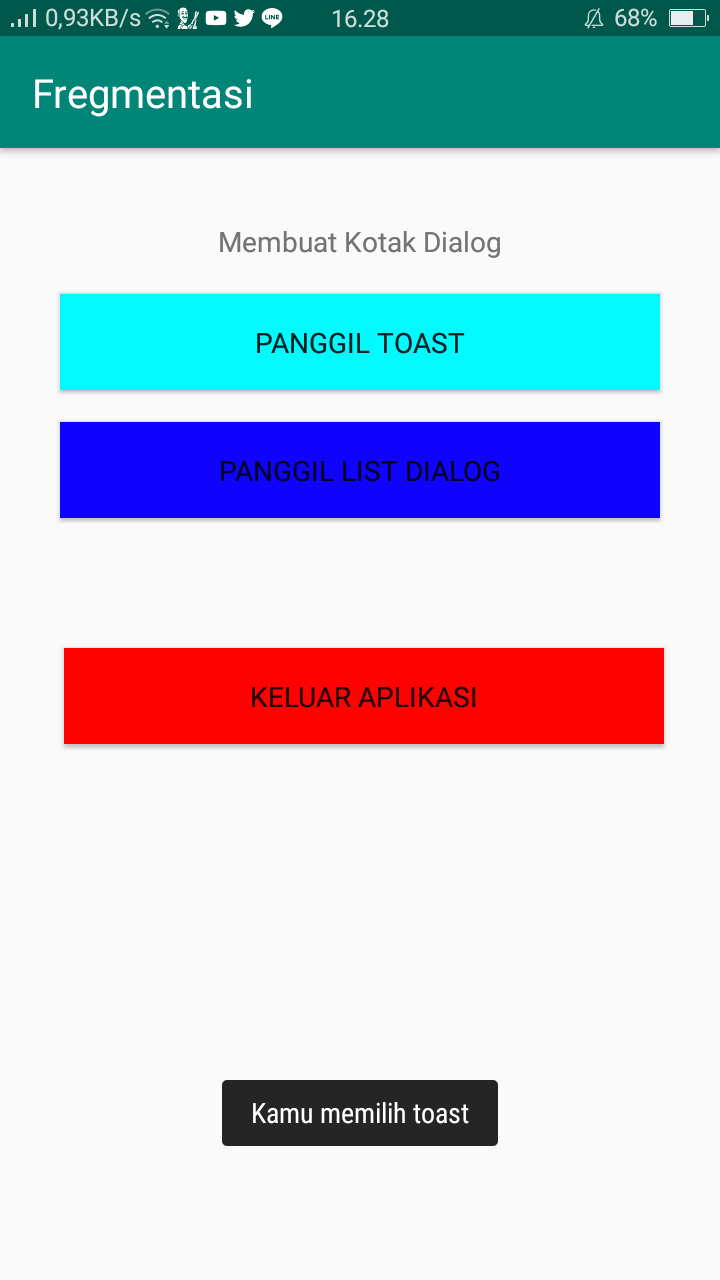 0,93KB/s LINE 16.28 68%
Fregmentasi
Membuat Kotak Dialog
PANGGIL TOAST
PANGGIL LIST DIALOG
KELUAR APLIKASI
Kamu memilih toast